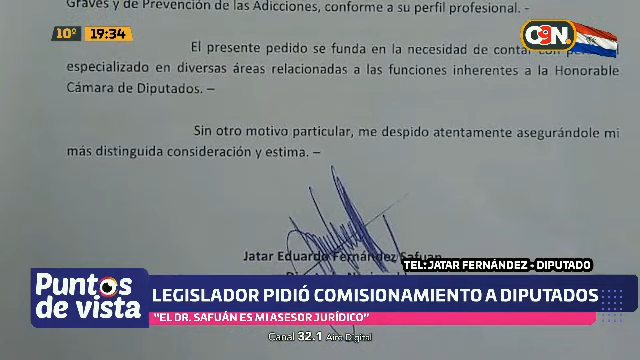 Graves y de Prevención de las Adicciones, conforme a su perfil profesional. -
10° 19:34
C9N.
El presente pedido se funda en la necesidad de contar con
especializado en diversas áreas relacionadas a las funciones inherentes a la Honorable
Cámara de Diputados. –
Sin otro motivo particular, me despido atentamente asegurándole mi
más distinguida consideración y estima. –
Jatar Eduardo Fernández Safuan
TEL: JATAR FERNÁNDEZ - DIPUTADO
Puntos
de vista
LEGISLADOR PIDIÓ COMISIONAMIENTO A DIPUTADOS
"EL DR. SAFUÁN ES MI ASESOR JURÍDICO"
Canal 32.1 Aire Digital